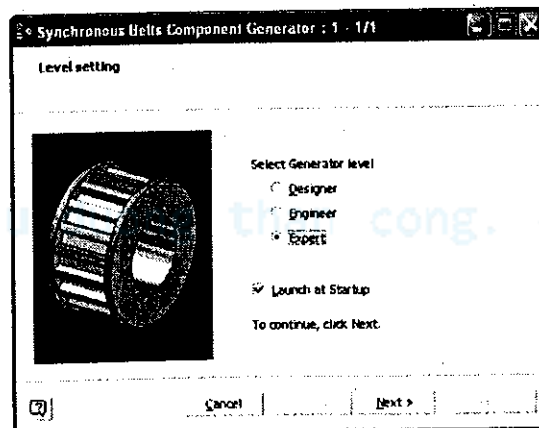 Synchronous Belts Component Generator : 1 - 1/1
Level setting
Select Generator level
Designer
Engineer
Expert
Launch at Startup
To continue, click Next.
Cancel
Next >
cong.